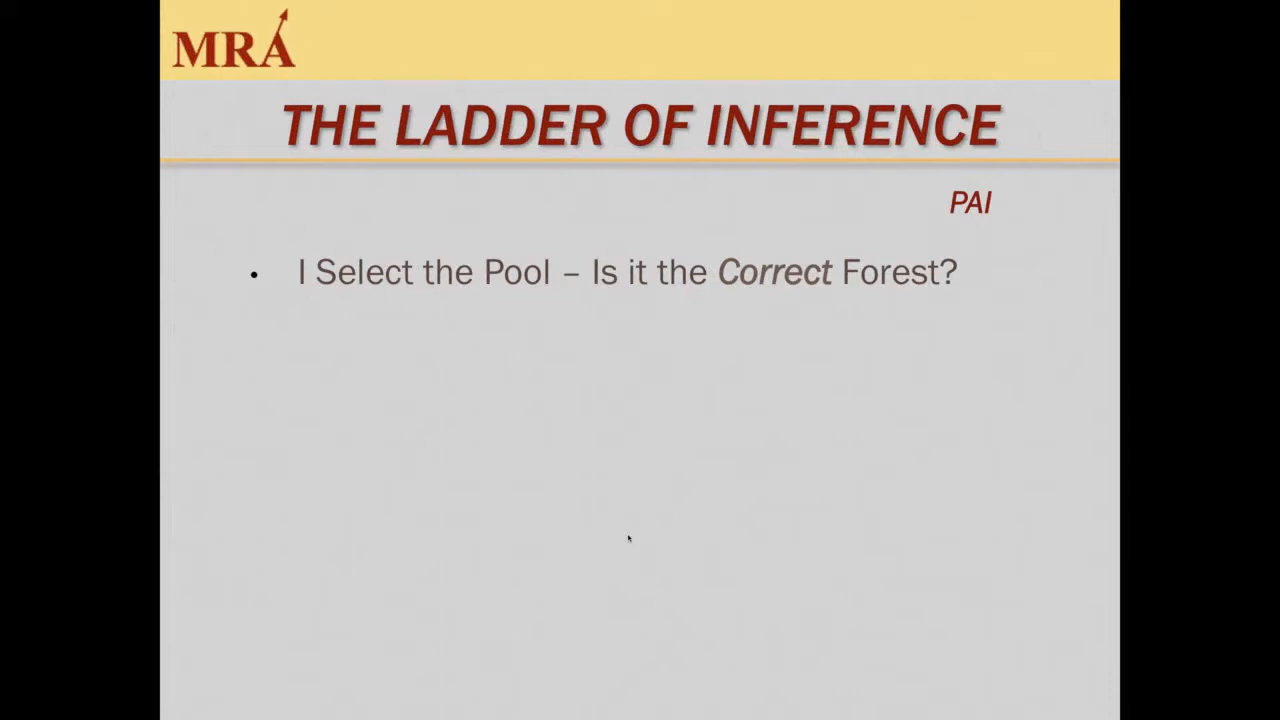 MRA
THE LADDER OF INFERENCE
PAI
• I Select the Pool – Is it the Correct Forest?